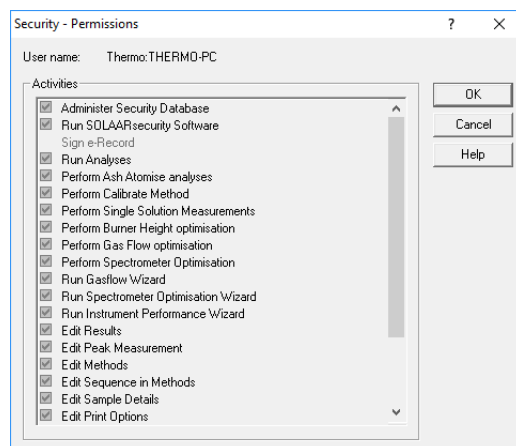 Security - Permissions
User name: Thermo:THERMO-PC
Activities
Administer Security Database
Run SOLAARsecurity Software
Sign e-Record
Run Analyses
Perform Ash Atomise analyses
Perform Calibrate Method
Perform Single Solution Measurements
Perform Burner Height optimisation
Perform Gas Flow optimisation
Perform Spectrometer Optimisation
Run Gasflow Wizard
Run Spectrometer Optimisation Wizard
Run Instrument Performance Wizard
Edit Results
Edit Peak Measurement
Edit Methods
Edit Sequence in Methods
Edit Sample Details
Edit Print Options
OK
Cancel
Help